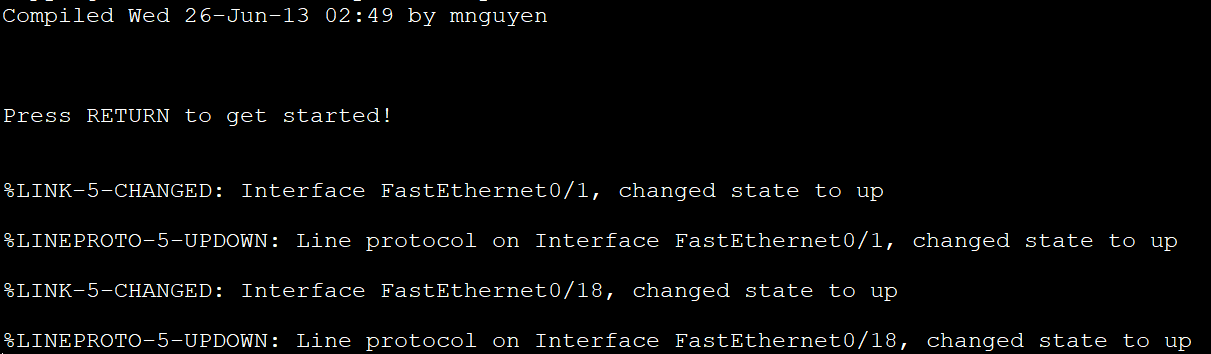 Compiled Wed 26-Jun-13 02:49 by mnguyen
Press RETURN to get started!
%LINK-5-CHANGED: Interface FastEthernet0/1, changed state to up
%LINEPROTO-5-UPDOWN: Line protocol on Interface FastEthernet0/1, changed state to up
%LINK-5-CHANGED: Interface FastEthernet0/18, changed state to up
%LINEPROTO-5-UPDOWN: Line protocol on Interface FastEthernet0/18, changed state to up